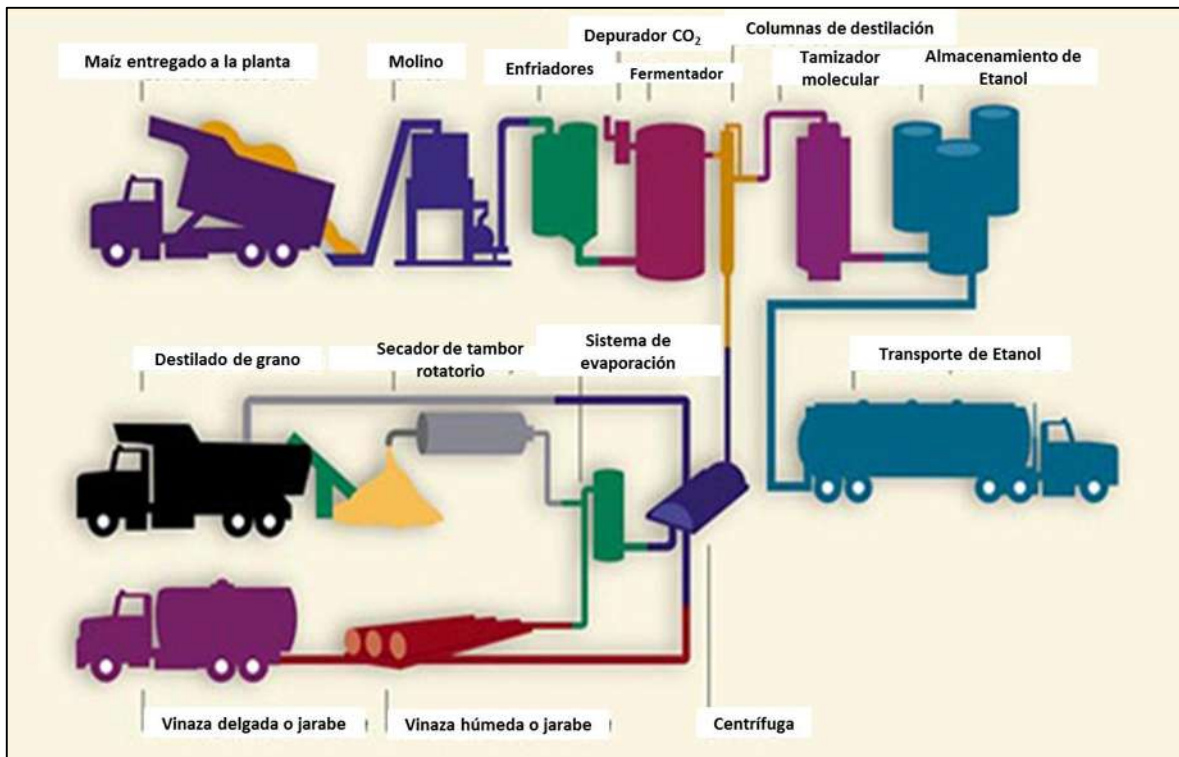 Maíz entregado a la planta
Molino
Enfriadores
Depurador CO₂
Fermentador
Columnas de destilación
Tamizador
molecular
Almacenamiento de
Etanol
Destilado de grano
Secador de tambor
rotatorio
Sistema de
evaporación
Transporte de Etanol
Vinaza delgada o jarabe
Vinaza húmeda o jarabe
Centrífuga